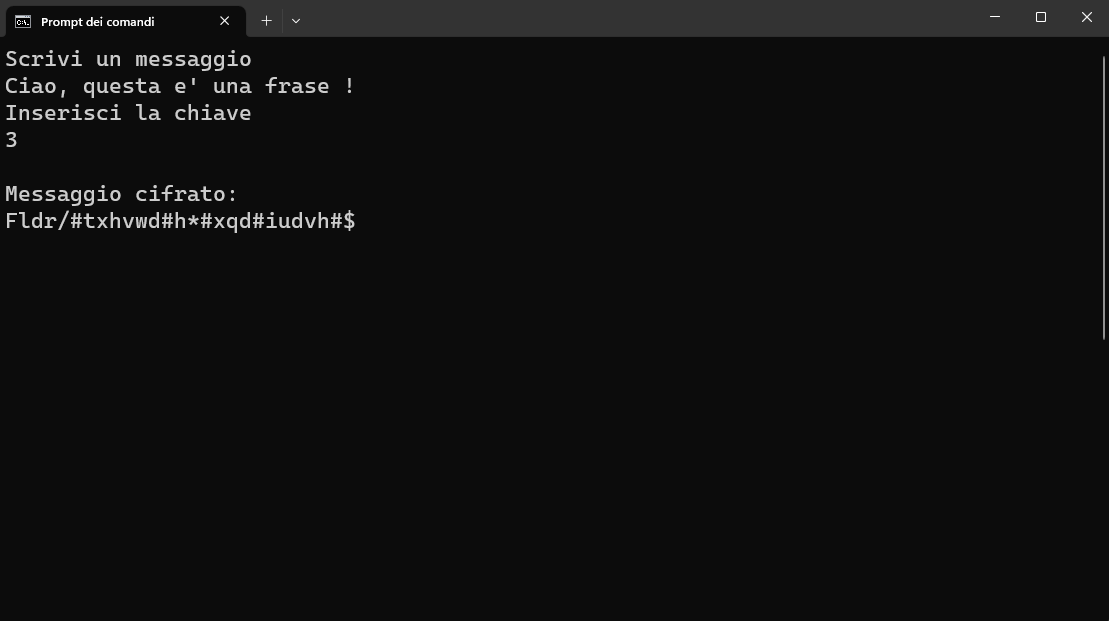 Prompt dei comandi
Scrivi un messaggio
Ciao, questa e' una frase !
Inserisci la chiave
3
Messaggio cifrato:
Fldr/#txhvwd#h*#xqd#iudvh#$